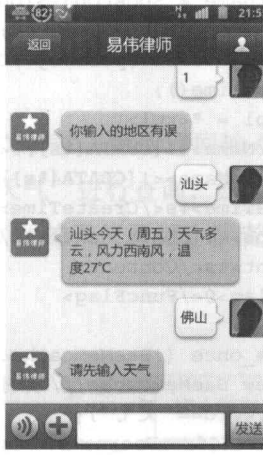 82
21:5
返回
易伟律师
1
易伟律师
你输入的地区有误
汕头
易伟律师
汕头今天（周五）天气多
云，风力西南风，温
度27℃
佛山
易伟律师
请先输入天气
发送